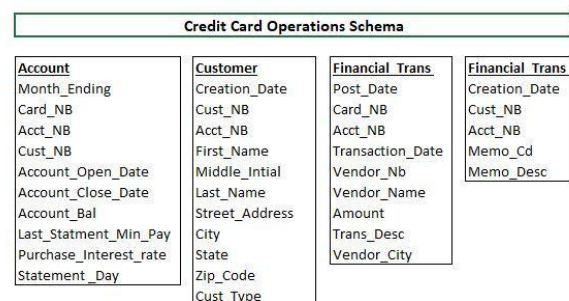 Credit Card Operations Schema
Account
Month_Ending
Card_NB
Acct_NB
Cust_NB
Account_Open_Date
Account_Close_Date
Account_Bal
Last_Statment_Min_Pay
Purchase_Interest_rate
Statement_Day
Customer
Creation_Date
Cust_NB
Acct_NB
First_Name
Middle_Intial
Last_Name
Street_Address
City
State
Zip_Code
Cust_Type
Financial_Trans
Post_Date
Card_NB
Acct_NB
Transaction_Date
Vendor_Nb
Vendor_Name
Amount
Trans_Desc
Vendor_City
Financial_Trans
Creation_Date
Cust_NB
Acct_NB
Memo_Cd
Memo_Desc